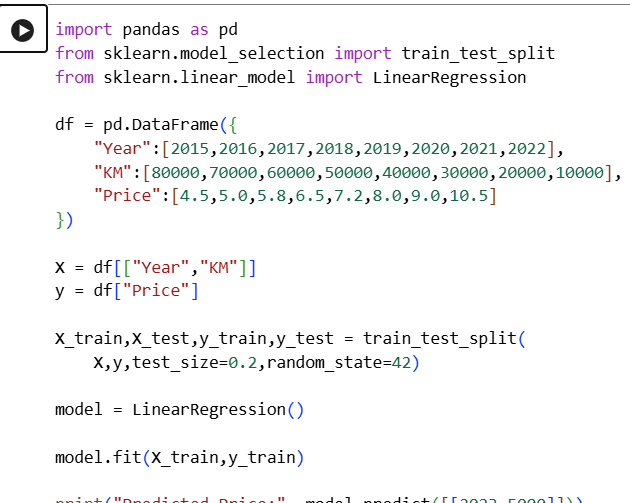 import pandas as pd
from sklearn.model_selection import train_test_split
from sklearn.linear_model import LinearRegression
df = pd.DataFrame({
"Year":[2015,2016,2017,2018,2019,2020,2021,2022],
"KM":[80000,70000,60000,50000,40000,30000,20000,10000],
"Price":[4.5,5.0,5.8,6.5,7.2,8.0,9.0,10.5]
})
X = df[["Year","KM"]]
y = df["Price"]
X_train,X_test,y_train,y_test = train_test_split(
X,y,test_size=0.2,random_state=42)
model = LinearRegression()
model.fit(X_train,y_train)
print("Predicted Price:", model.predict([[2023,5000]]))